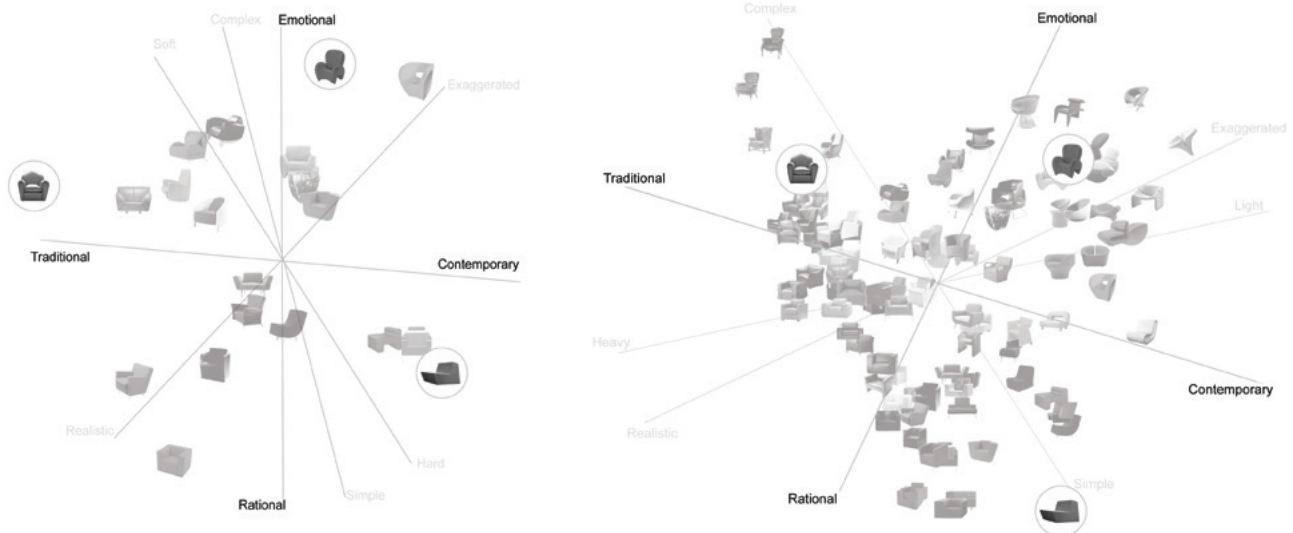 Complex
Emotional
Soft
Exaggerated
Traditional
Contemporary
Realistic
Hard
Rational
Simple
Complex
Emotional
Exaggerated
Traditional
Light
Heavy
Contemporary
Realistic
Rational
Simple